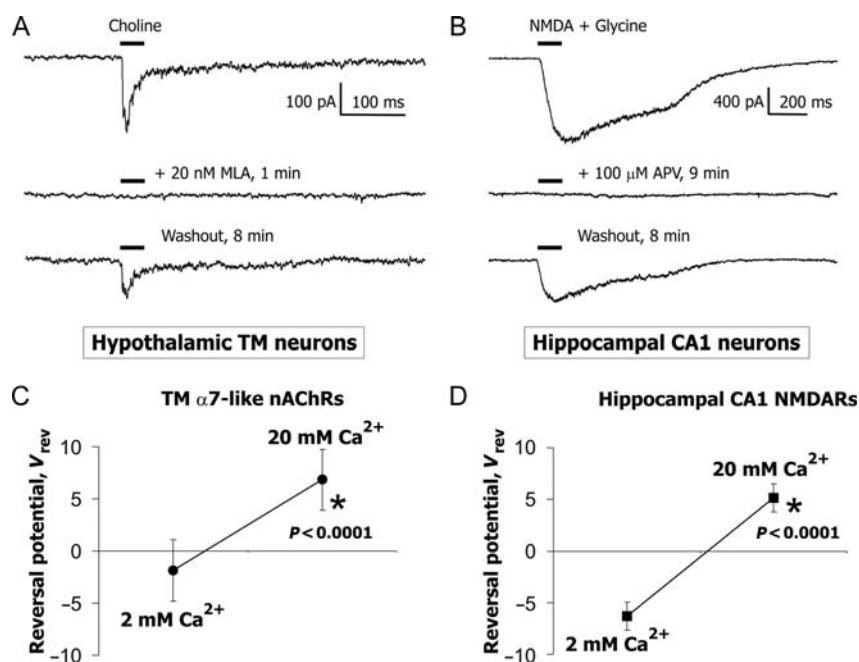 A
Choline
100 pA
100 ms
+ 20 nM MLA, 1 min
Washout, 8 min
Hypothalamic TM neurons
B
NMDA + Glycine
400 pA
200 ms
+ 100 μM APV, 9 min
Washout, 8 min
Hippocampal CA1 neurons
C
TM α7-like nAChRs
Reversal potential, Vrev
10
5
0
–5
–10
20 mM Ca2+
*
P < 0.0001
2 mM Ca2+
D
Hippocampal CA1 NMDARs
Reversal potential, Vrev
10
5
0
–5
–10
20 mM Ca2+
*
P < 0.0001
2 mM Ca2+